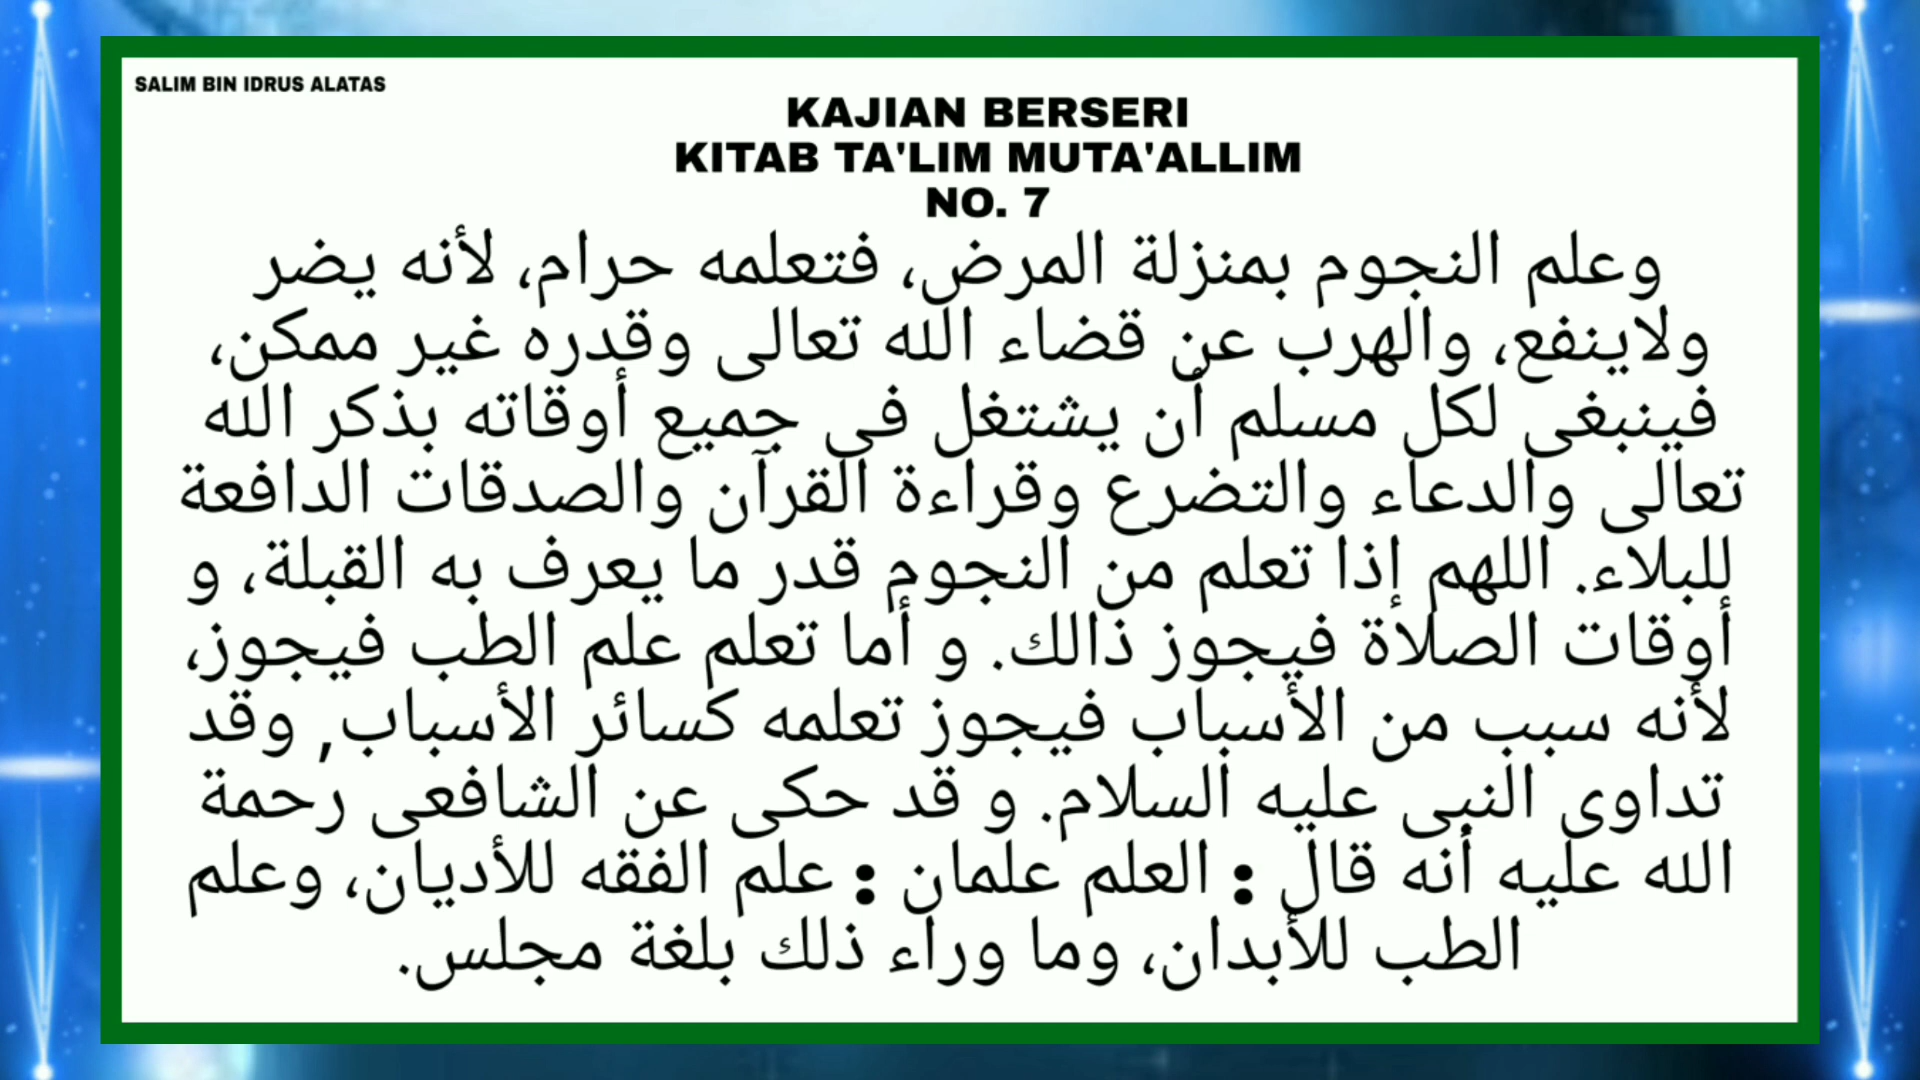 SALIM BIN IDRUS ALATAS
KAJIAN BERSERI
KITAB TA'LIM MUTA'ALLIM
NO. 7
وعلم النجوم بمنزلة المرض، فتعلمه حرام، لأنه يضر
ولاينفع، والهرب عن قضاء الله تعالى وقدره غير ممكن،
فينبغى لكل مسلم أن يشتغل فى جميع أوقاته بذكر الله
تعالى والدعاء والتضرع وقراءة القرآن والصدقات الدافعة
للبلاء. اللهم إذا تعلم من النجوم قدر ما يعرف به القبلة، و
أوقات الصلاة فيجوز ذالك. و أما تعلم علم الطب فيجوز،
لأنه سبب من الأسباب فيجوز تعلمه كسائر الأسباب, وقد
تداوى النبى عليه السلام. و قد حكى عن الشافعى رحمة
الله عليه أنه قال : العلم علمان : علم الفقه للأديان، وعلم
الطب للأبدان، وما وراء ذلك بلغة مجلس.